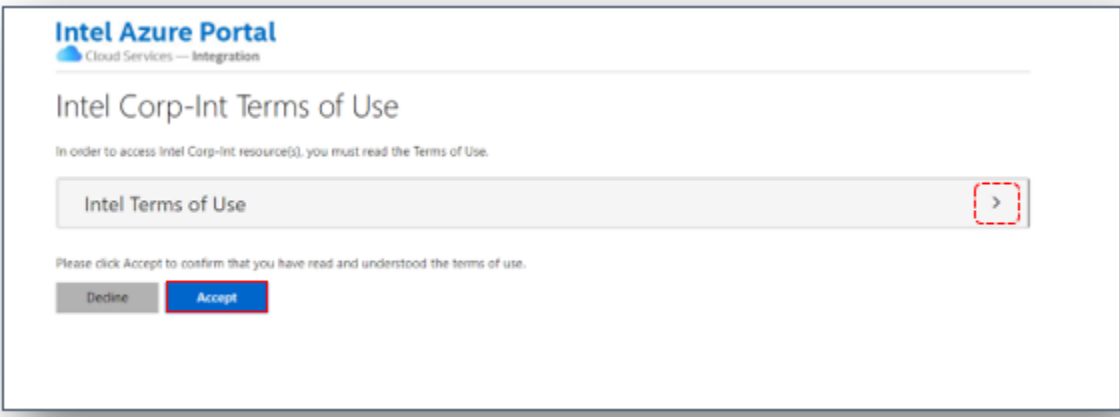 Intel Azure Portal
Cloud Services — Integration
Intel Corp-Int Terms of Use
In order to access Intel Corp-Int resource(s), you must read the Terms of Use.
Intel Terms of Use
Please click Accept to confirm that you have read and understood the terms of use.
Decline
Accept